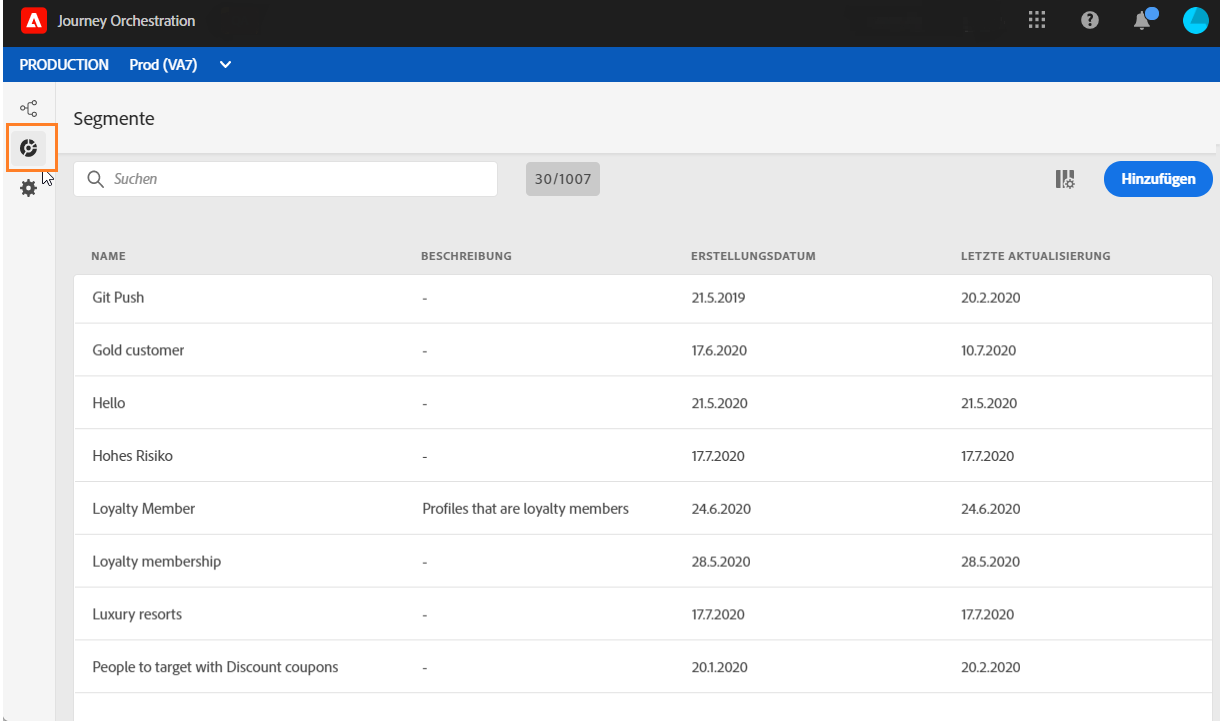 Journey Orchestration
PRODUCTION Prod (VA7)
Segmente
Suchen 30/1007 Hinzufügen
NAME BESCHREIBUNG ERSTELLUNGSDATUM LETZTE AKTUALISIERUNG
Git Push - 21.5.2019 20.2.2020
Gold customer - 17.6.2020 10.7.2020
Hello - 21.5.2020 21.5.2020
Hohes Risiko - 17.7.2020 17.7.2020
Loyalty Member Profiles that are loyalty members 24.6.2020 24.6.2020
Loyalty membership - 28.5.2020 28.5.2020
Luxury resorts - 17.7.2020 17.7.2020
People to target with Discount coupons - 20.1.2020 20.2.2020